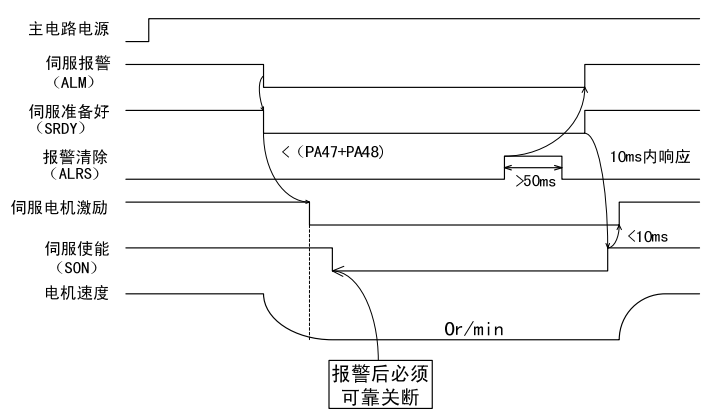 主电路电源
伺服报警
（ALM）
伺服准备好
（SRDY）
<（PA47+PA48)
报警清除
（ALRS）
10ms内响应
>50ms
伺服电机激励
<10ms
伺服使能
（SON）
电机速度
0r/min
报警后必须
可靠关断